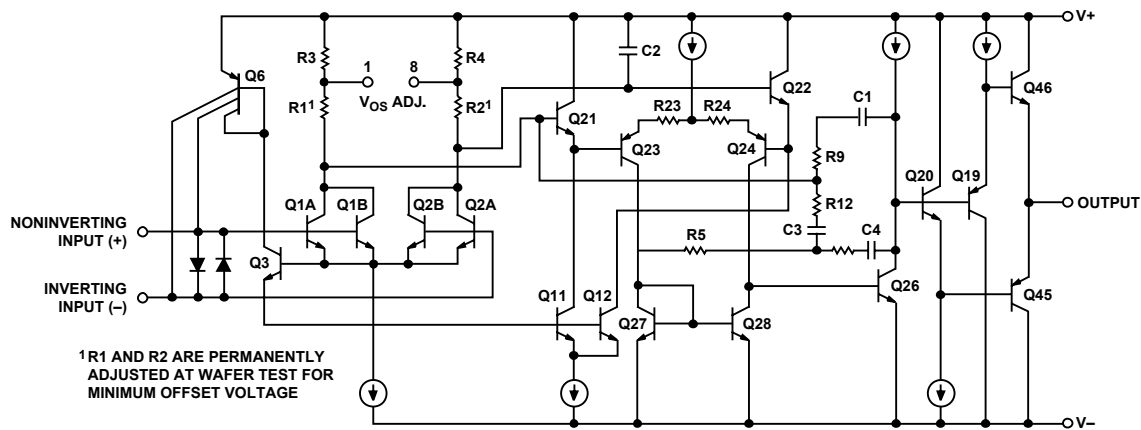 V+
R3
R4
C2
Q6
1
8
V_OS ADJ.
R1¹
R2¹
Q22
Q46
Q21
R23
R24
C1
Q23
Q24
R9
Q20
Q19
Q1A
Q1B
Q2B
Q2A
R12
OUTPUT
NONINVERTING
INPUT (+)
C3
C4
R5
Q3
INVERTING
INPUT (–)
Q11
Q12
Q27
Q28
Q26
Q45
¹R1 AND R2 ARE PERMANENTLY
ADJUSTED AT WAFER TEST FOR
MINIMUM OFFSET VOLTAGE
V–